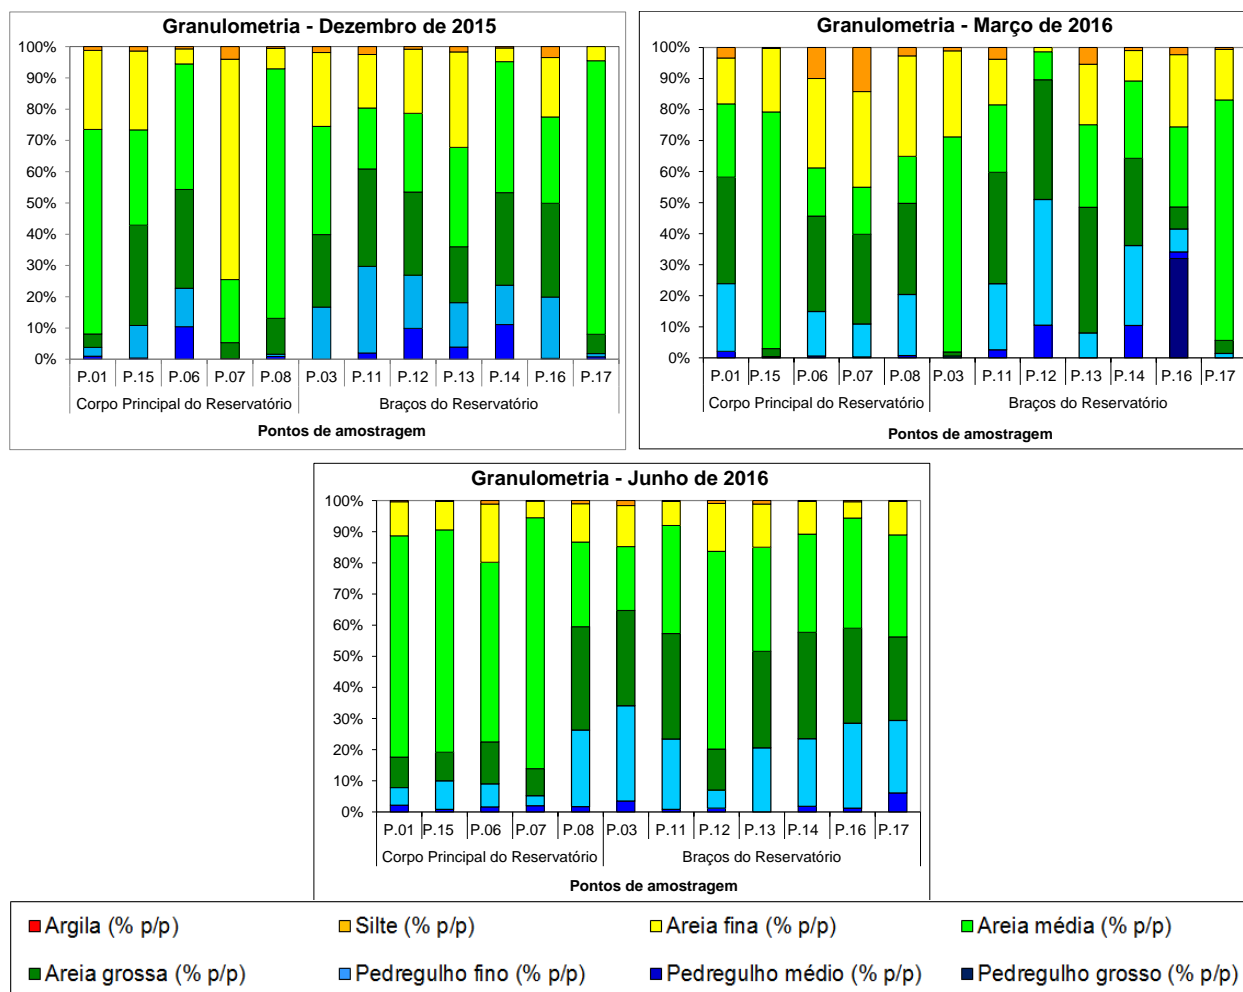 Granulometria - Dezembro de 2015
100%
90%
80%
70%
60%
50%
40%
30%
20%
10%
0%
P.01 P.15 P.06 P.07 P.08 P.03 P.11 P.12 P.13 P.14 P.16 P.17
Corpo Principal do Reservatório Braços do Reservatório
Pontos de amostragem
Granulometria - Março de 2016
100%
90%
80%
70%
60%
50%
40%
30%
20%
10%
0%
P.01 P.15 P.06 P.07 P.08 P.03 P.11 P.12 P.13 P.14 P.16 P.17
Corpo Principal do Reservatório Braços do Reservatório
Pontos de amostragem
Granulometria - Junho de 2016
100%
90%
80%
70%
60%
50%
40%
30%
20%
10%
0%
P.01 P.15 P.06 P.07 P.08 P.03 P.11 P.12 P.13 P.14 P.16 P.17
Corpo Principal do Reservatório Braços do Reservatório
Pontos de amostragem
Argila (% p/p) Silte (% p/p) Areia fina (% p/p) Areia média (% p/p)
Areia grossa (% p/p) Pedregulho fino (% p/p) Pedregulho médio (% p/p) Pedregulho grosso (% p/p)